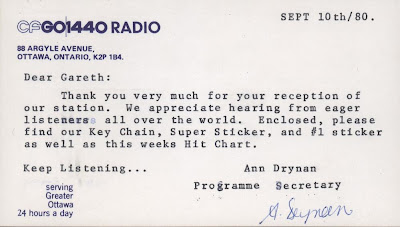 CFGO1440 RADIO
SEPT 10th/80.
88 ARGYLE AVENUE,
OTTAWA, ONTARIO, K2P 1B4.
Dear Gareth:
Thank you very much for your reception of
our station. We appreciate hearing from eager
listeners all over the world. Enclosed, please
find our Key Chain, Super Sticker, and #1 sticker
as well as this weeks Hit Chart.
Keep Listening...
Ann Drynan
Programme Secretary
serving
Greater
Ottawa
24 hours a day
A. Drynan